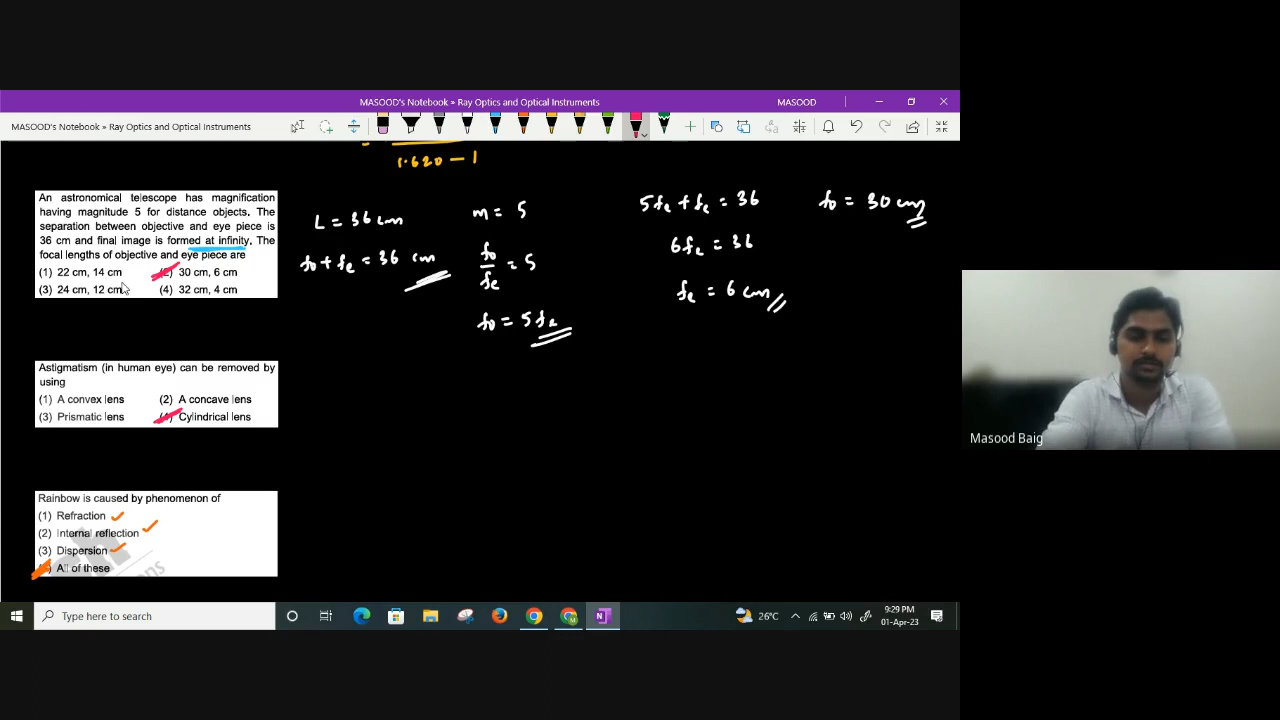 MASOOD's Notebook » Ray Optics and Optical Instruments
MASOOD
MASOOD's Notebook » Ray Optics and Optical Instruments
1.620 − 1
An astronomical telescope has magnification
having magnitude 5 for distance objects. The
separation between objective and eye piece is
36 cm and final image is formed at infinity. The
focal lengths of objective and eye piece are
(1) 22 cm, 14 cm
(2) 30 cm, 6 cm
(3) 24 cm, 12 cm
(4) 32 cm, 4 cm
L = 36 cm
fo + fe = 36 cm
m = 5
fo
fe = 5
fo = 5fe
5fe + fe = 36
6fe = 36
fe = 6 cm
fo = 30 cm
Astigmatism (in human eye) can be removed by
using
(1) A convex lens
(2) A concave lens
(3) Prismatic lens
(4) Cylindrical lens
Rainbow is caused by phenomenon of
(1) Refraction
(2) Internal reflection
(3) Dispersion
All of these
Masood Baig
Type here to search
26°C
9:29 PM
01-Apr-23